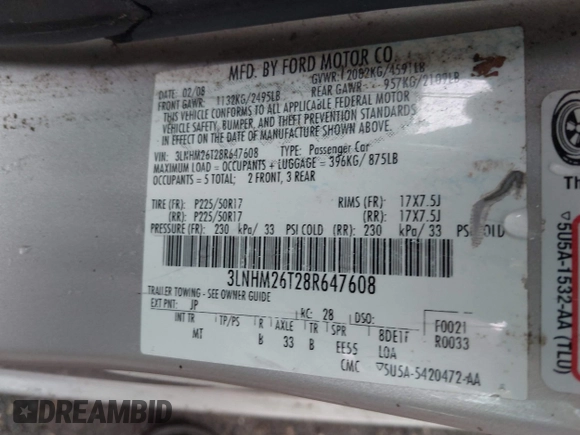 MFD. BY FORD MOTOR CO.
DATE: 02/08 GVWR: 2082KG/4591LB
FRONT GAWR: 1132KG/2495LB REAR GAWR: 957KG/2109LB
THIS VEHICLE CONFORMS TO ALL APPLICABLE FEDERAL MOTOR
VEHICLE SAFETY, BUMPER, AND THEFT PREVENTION STANDARDS
IN EFFECT ON THE DATE OF MANUFACTURE SHOWN ABOVE.
VIN: 3LNHM26T28R647608 TYPE: Passenger Car
MAXIMUM LOAD = OCCUPANTS + LUGGAGE = 396KG/ 875LB
OCCUPANTS = 5 TOTAL; 2 FRONT, 3 REAR
TIRE (FR): P225/50R17 RIMS (FR): 17X7.5J
(RR): P225/50R17 (RR): 17X7.5J
PRESSURE (FR): 230 kPa/ 33 PSI COLD (RR): 230 kPa/ 33 PSI COLD
3LNHM26T28R647608
TRAILER TOWING - SEE OWNER GUIDE
EXT PNT: JP RC: 28 DSO:
INT TR TP/PS R AXLE TR SPR 8DE1F F0021
MT B 33 B EE55 LOA R0033
CMC 5U5A-5420472-AA
Th
5U5A-1532-AA (TLU)
DREAMBID